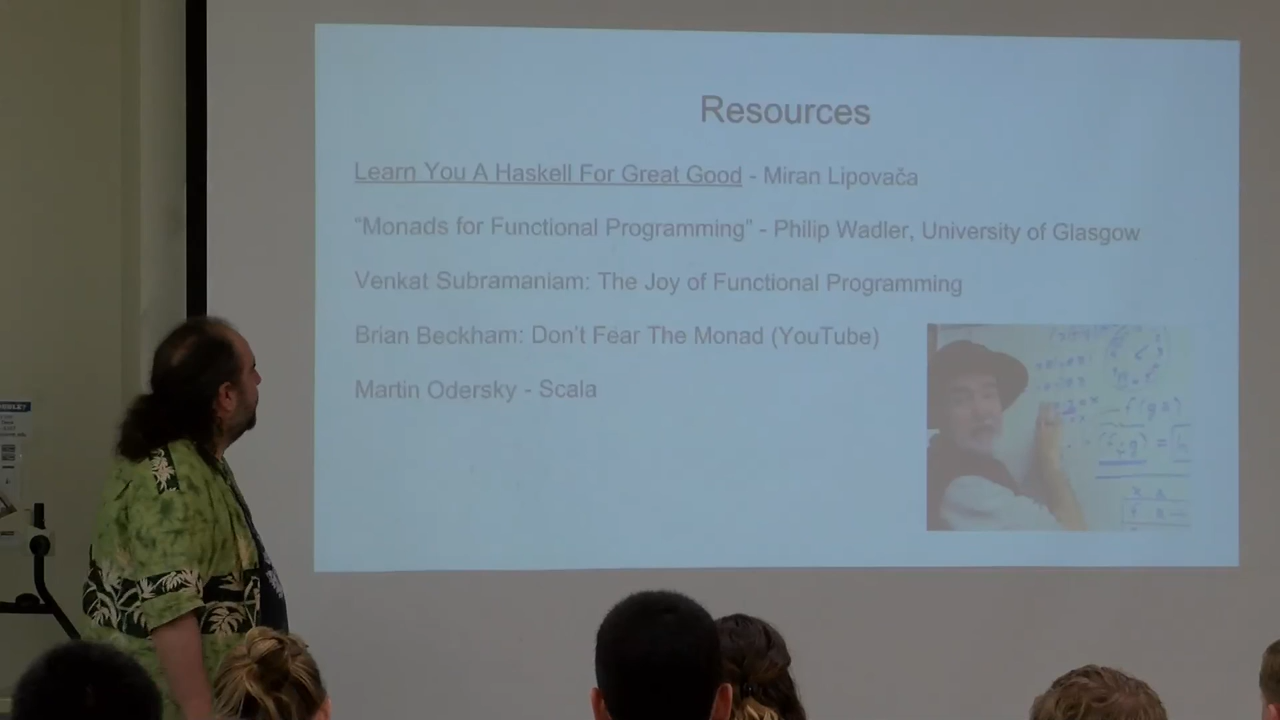 Resources
Learn You A Haskell For Great Good - Miran Lipovača
“Monads for Functional Programming” - Philip Wadler, University of Glasgow
Venkat Subramaniam: The Joy of Functional Programming
Brian Beckham: Don’t Fear The Monad (YouTube)
Martin Odersky - Scala